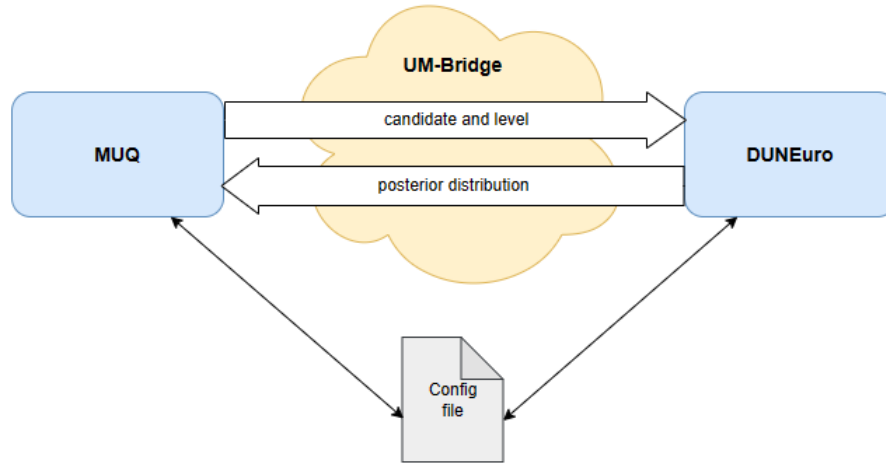 UM-Bridge
candidate and level
MUQ
DUNEuro
posterior distribution
Config
file